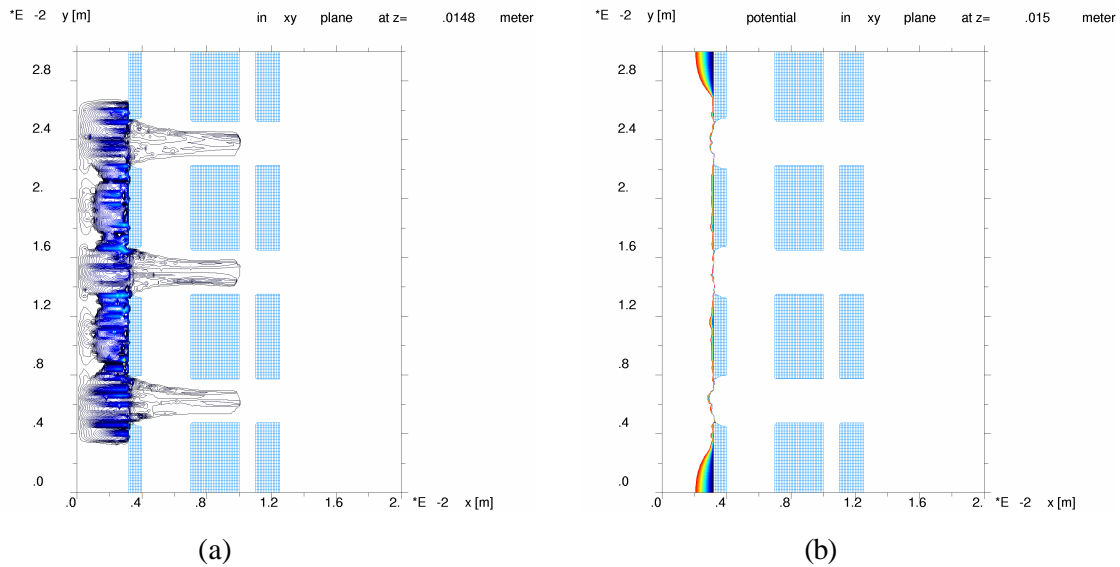 *E -2 y [m] in xy plane at z= .0148 meter
2.8
2.4
2.
1.6
1.2
.8
.4
.0
.0 .4 .8 1.2 1.6 2. *E -2 x [m]
(a)
*E -2 y [m] potential in xy plane at z= .015 meter
2.8
2.4
2.
1.6
1.2
.8
.4
.0
.0 .4 .8 1.2 1.6 2. *E -2 x [m]
(b)